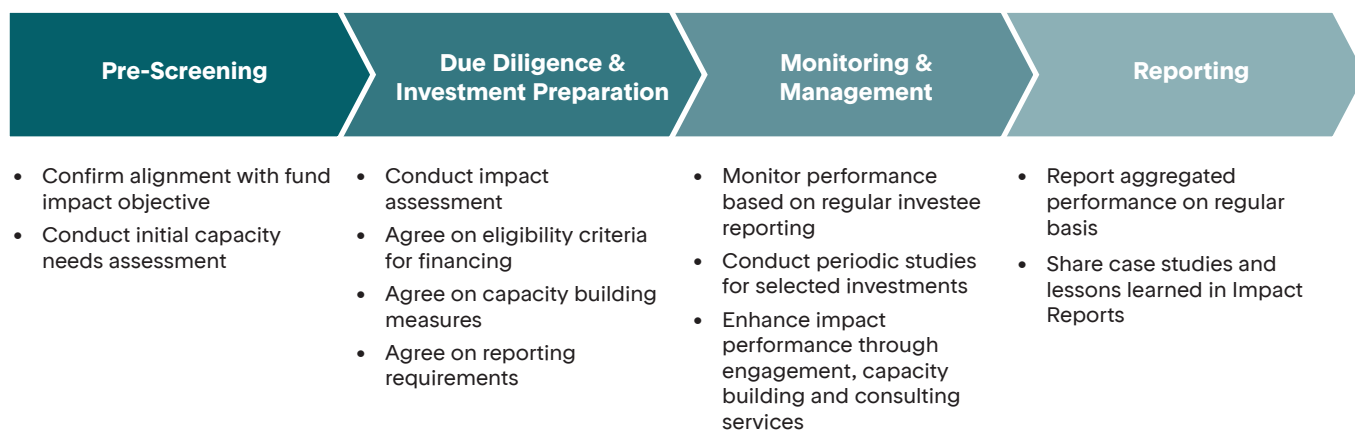 Pre-Screening
Due Diligence &
Investment Preparation
Monitoring &
Management
Reporting
• Confirm alignment with fund
impact objective
• Conduct initial capacity
needs assessment
• Conduct impact
assessment
• Agree on eligibility criteria
for financing
• Agree on capacity building
measures
• Agree on reporting
requirements
• Monitor performance
based on regular investee
reporting
• Conduct periodic studies
for selected investments
• Enhance impact
performance through
engagement, capacity
building and consulting
services
• Report aggregated
performance on regular
basis
• Share case studies and
lessons learned in Impact
Reports